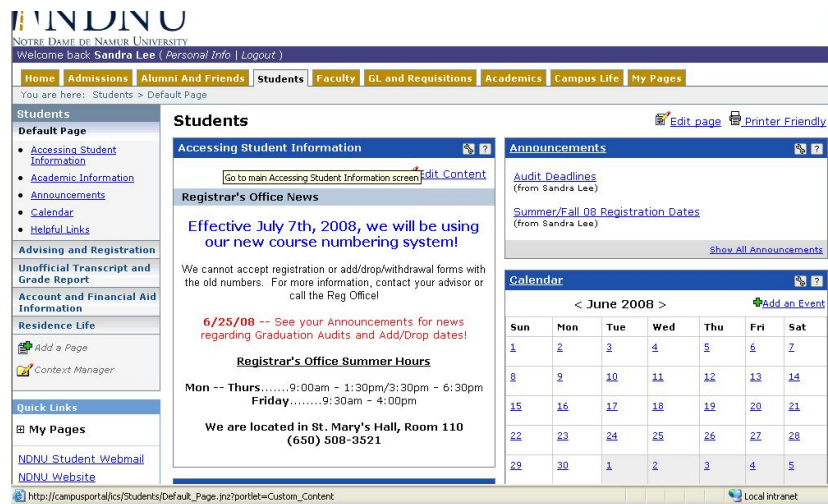 NDNU
NOTRE DAME DE NAMUR UNIVERSITY
Welcome back Sandra Lee ( Personal Info | Logout )
Home Admissions Alumni And Friends Students Faculty GL and Requisitions Academics Campus Life My Pages
You are here: Students > Default Page
Students
Default Page
Accessing Student
Information
Academic Information
Announcements
Calendar
Helpful Links
Advising and Registration
Unofficial Transcript and
Grade Report
Account and Financial Aid
Information
Residence Life
Add a Page
Context Manager
Quick Links
My Pages
NDNU Student Webmail
NDNU Website
Students
Edit page Printer Friendly
Accessing Student Information
Go to main Accessing Student Information screen
Edit Content
Registrar's Office News
Effective July 7th, 2008, we will be using
our new course numbering system!
We cannot accept registration or add/drop/withdrawal forms with
the old numbers. For more information, contact your advisor or
call the Reg Office!
6/25/08 -- See your Announcements for news
regarding Graduation Audits and Add/Drop dates!
Registrar's Office Summer Hours
Mon -- Thurs.......9:00am - 1:30pm/3:30pm - 6:30pm
Friday........9:30am - 4:00pm
We are located in St. Mary's Hall, Room 110
(650) 508-3521
Announcements
Audit Deadlines
(from Sandra Lee)
Summer/Fall 08 Registration Dates
(from Sandra Lee)
Show All Announcements
Calendar
< June 2008 >
Add an Event
Sun Mon Tue Wed Thu Fri Sat
1 2 3 4 5 6 7
8 9 10 11 12 13 14
15 16 17 18 19 20 21
22 23 24 25 26 27 28
29 30 1 2 3 4 5
http://campusportal/ics/Students/Default_Page.jnz?portlet=Custom_Content
Local intranet